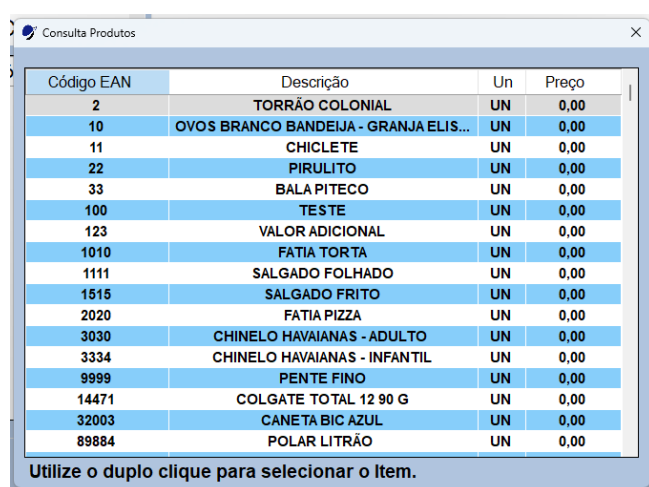 Consulta Produtos
Código EAN Descrição Un Preço
2 TORRÃO COLONIAL UN 0,00
10 OVOS BRANCO BANDEIJA - GRANJA ELIS... UN 0,00
11 CHICLETE UN 0,00
22 PIRULITO UN 0,00
33 BALA PITECO UN 0,00
100 TESTE UN 0,00
123 VALOR ADICIONAL UN 0,00
1010 FATIA TORTA UN 0,00
1111 SALGADO FOLHADO UN 0,00
1515 SALGADO FRITO UN 0,00
2020 FATIA PIZZA UN 0,00
3030 CHINELO HAVAIANAS - ADULTO UN 0,00
3334 CHINELO HAVAIANAS - INFANTIL UN 0,00
9999 PENTE FINO UN 0,00
14471 COLGATE TOTAL 12 90 G UN 0,00
32003 CANETA BIC AZUL UN 0,00
89884 POLAR LITRÃO UN 0,00
Utilize o duplo clique para selecionar o Item.